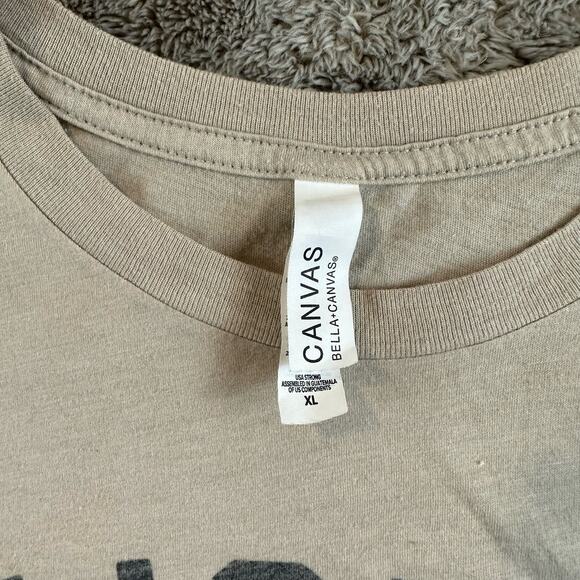 CANVAS
BELLA+CANVAS®
USA STRONG
ASSEMBLED IN GUATEMALA
OF US COMPONENTS
XL